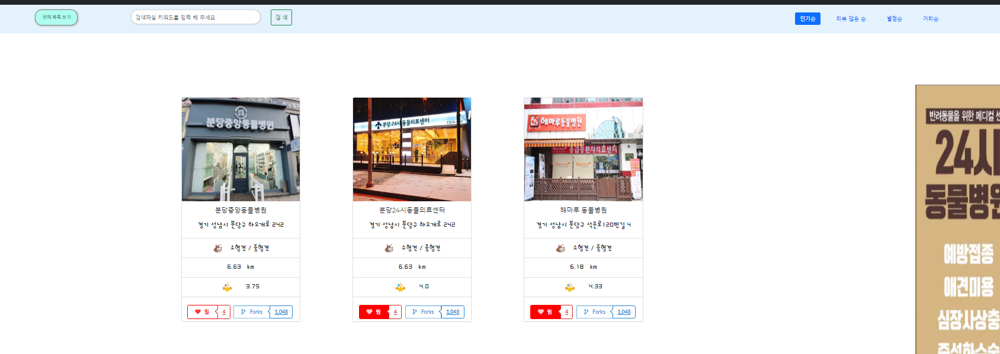 전체 목록 보기
검색하실 키워드를 입력 해 주세요
검 색
인기순
리뷰 많은 순
별점순
거리순
분당중앙동물병원
분당중앙동물병원
경기 성남시 분당구 하오개로 242
소형견 / 중형견
6.63 km
3.75
찜 4
Forks 1,048
분당 24시 동물의료센터
분당24시동물의료센터
경기 성남시 분당구 하오개로 242
소형견 / 중형견
6.63 km
4.0
찜 4
Forks 1,048
해마루동물병원
응급중환자의료센터
해마루 동물병원
경기 성남시 분당구 석운로120번길 4
소형견 / 중형견
6.18 km
4.33
찜 4
Forks 1,048
반려동물을 위한 메디컬
24시
동물병원
예방접종
애견미용
심장사상충